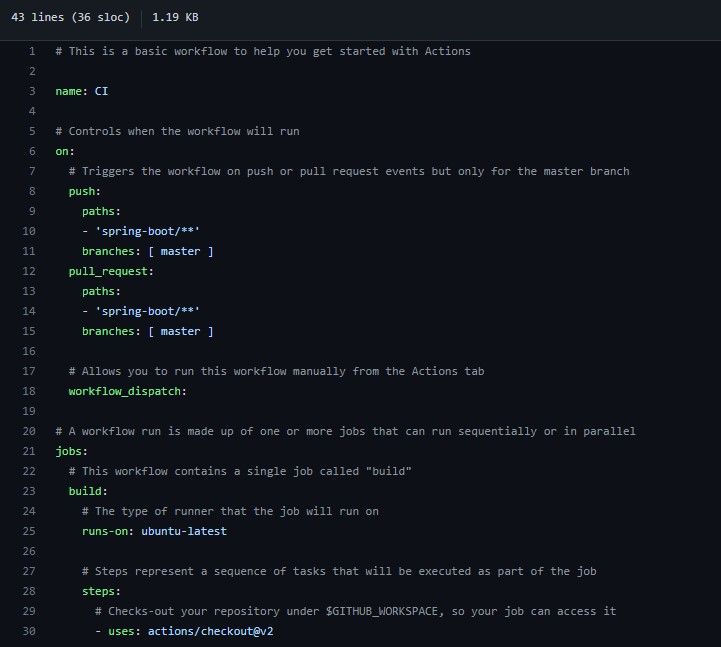 43 lines (36 sloc) 1.19 KB
1 # This is a basic workflow to help you get started with Actions
2
3 name: CI
4
5 # Controls when the workflow will run
6 on:
7 # Triggers the workflow on push or pull request events but only for the master branch
8 push:
9 paths:
10 - 'spring-boot/**'
11 branches: [ master ]
12 pull_request:
13 paths:
14 - 'spring-boot/**'
15 branches: [ master ]
16
17 # Allows you to run this workflow manually from the Actions tab
18 workflow_dispatch:
19
20 # A workflow run is made up of one or more jobs that can run sequentially or in parallel
21 jobs:
22 # This workflow contains a single job called "build"
23 build:
24 # The type of runner that the job will run on
25 runs-on: ubuntu-latest
26
27 # Steps represent a sequence of tasks that will be executed as part of the job
28 steps:
29 # Checks-out your repository under $GITHUB_WORKSPACE, so your job can access it
30 - uses: actions/checkout@v2